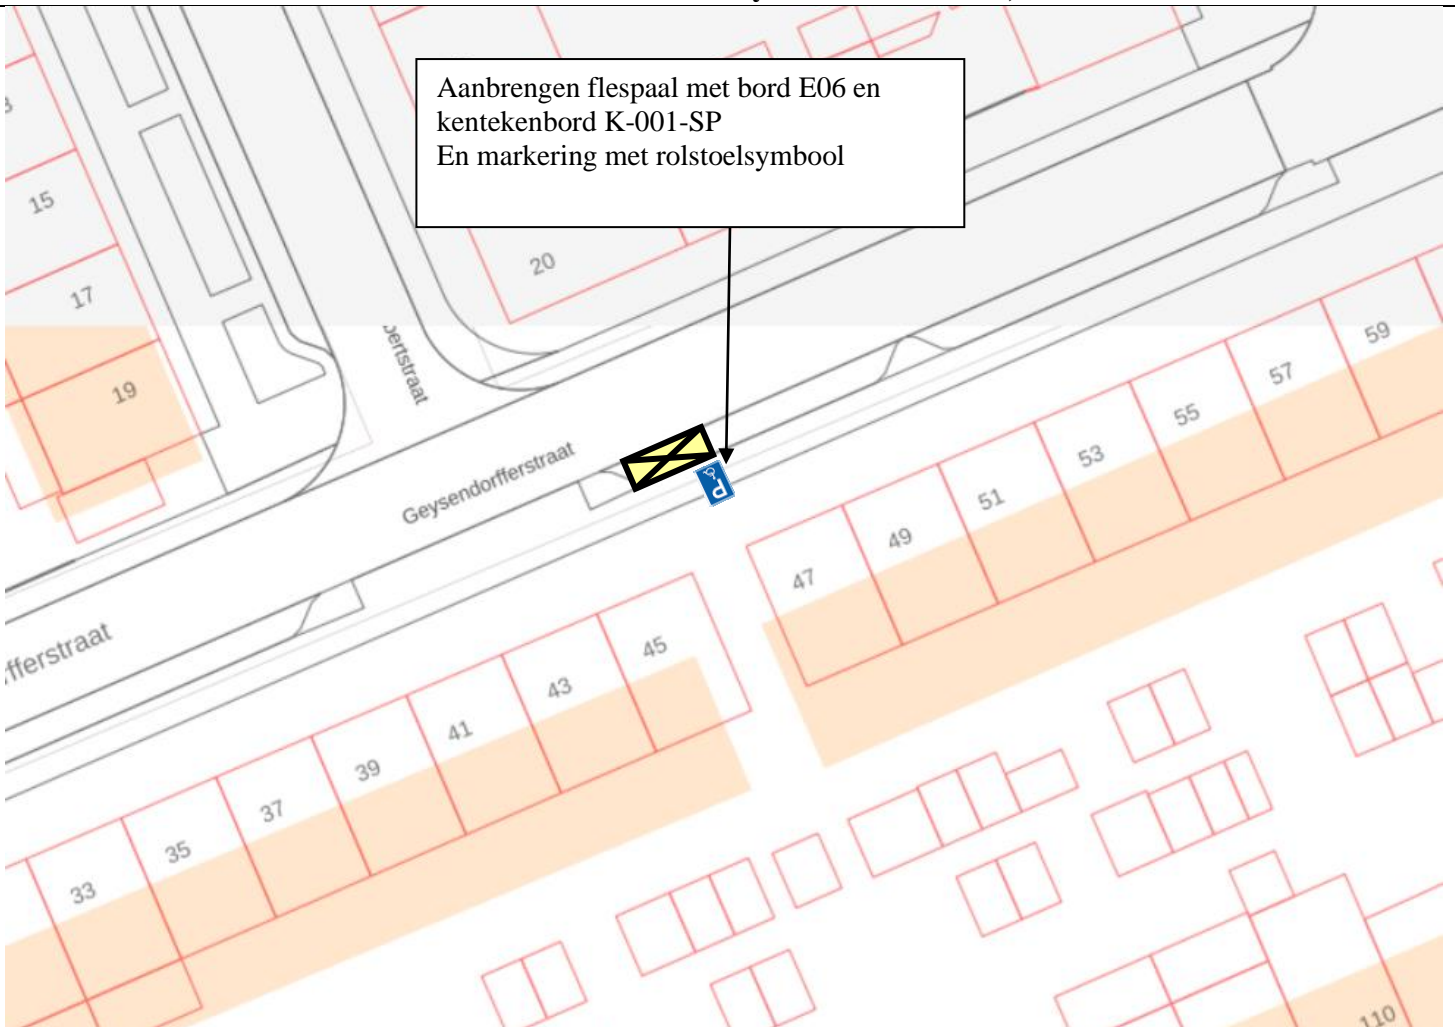 Aanbrengen flespaal met bord E06 en
kentekenbord K-001-SP
En markering met rolstoelsymbool
15
17
19
20
bertstraat
Geysendorfferstraat
fferstraat
P
33
35
37
39
41
43
45
47
49
51
53
55
57
59
110